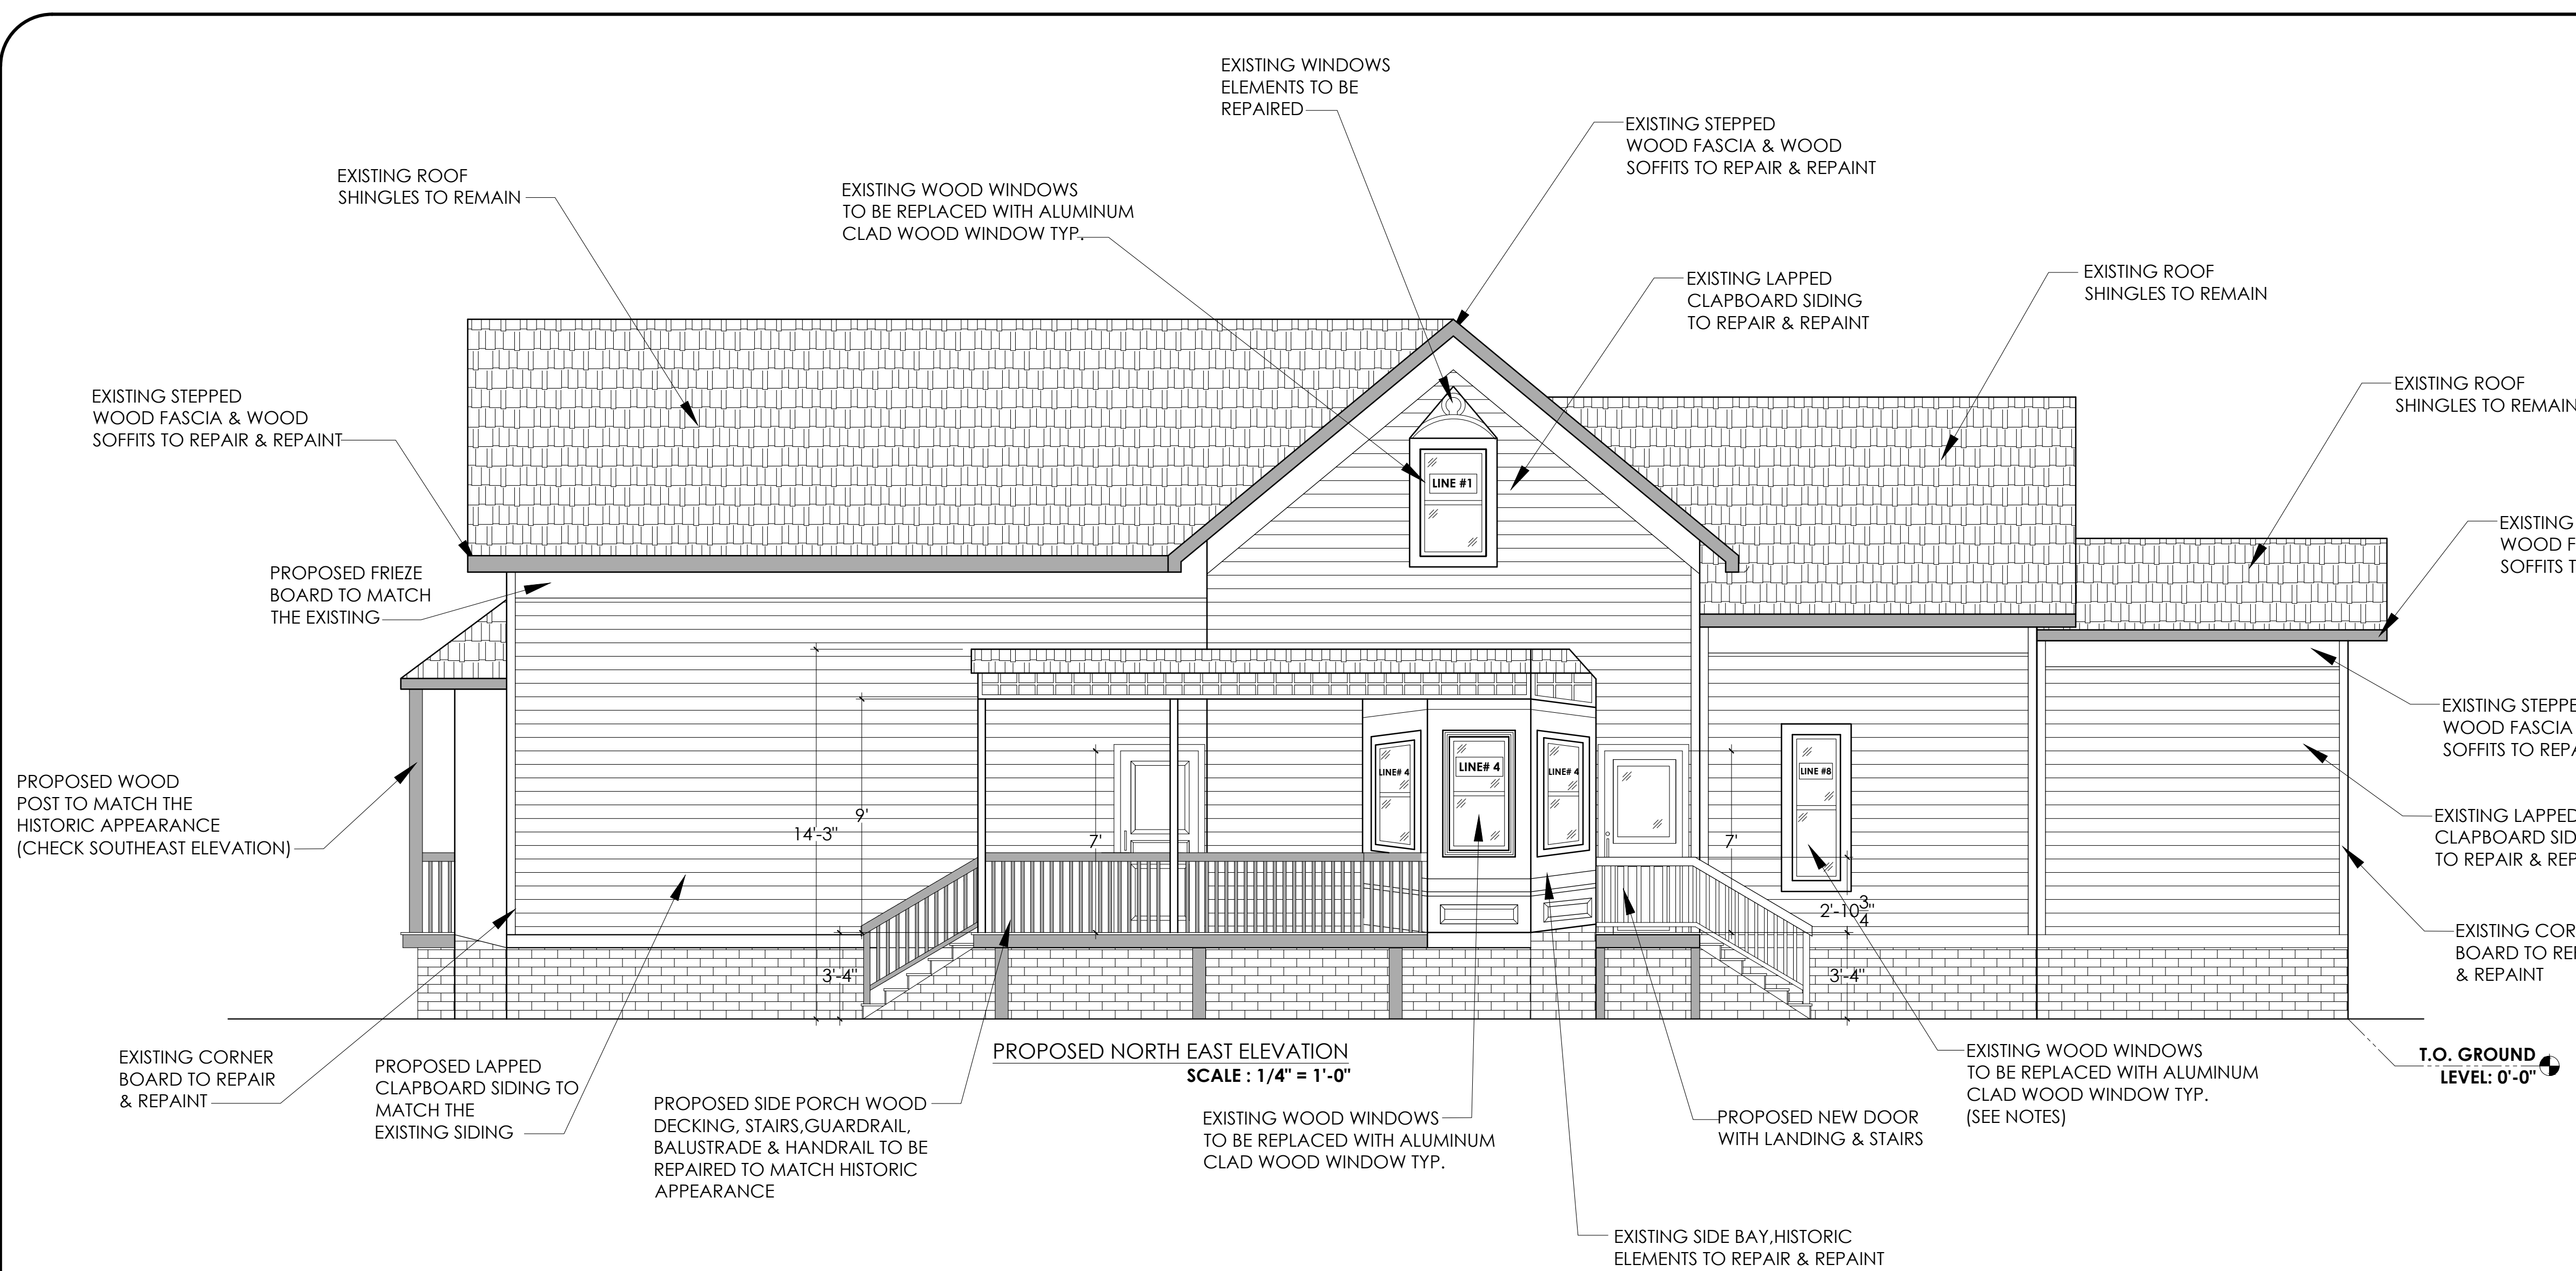 EXISTING WINDOWS
ELEMENTS TO BE
REPAIRED
EXISTING STEPPED
WOOD FASCIA & WOOD
SOFFITS TO REPAIR & REPAINT
EXISTING ROOF
SHINGLES TO REMAIN
EXISTING WOOD WINDOWS
TO BE REPLACED WITH ALUMINUM
CLAD WOOD WINDOW TYP.
EXISTING LAPPED
CLAPBOARD SIDING
TO REPAIR & REPAINT
EXISTING ROOF
SHINGLES TO REMAIN
EXISTING STEPPED
WOOD FASCIA & WOOD
SOFFITS TO REPAIR & REPAINT
EXISTING ROOF
SHINGLES TO REMAIN
LINE #1
EXISTING
WOOD F
SOFFITS T
PROPOSED FRIEZE
BOARD TO MATCH
THE EXISTING
EXISTING STEPPE
WOOD FASCIA
SOFFITS TO REPA
PROPOSED WOOD
POST TO MATCH THE
HISTORIC APPEARANCE
(CHECK SOUTHEAST ELEVATION)
LINE# 4
LINE# 4
LINE# 4
LINE #8
14'-3"
9'
7'
7'
EXISTING LAPPED
CLAPBOARD SID
TO REPAIR & REP
2'-10 3/4"
3'-4"
3'-4"
EXISTING COR
BOARD TO RE
& REPAINT
PROPOSED NORTH EAST ELEVATION
SCALE : 1/4" = 1'-0"
T.O. GROUND
LEVEL: 0'-0"
EXISTING CORNER
BOARD TO REPAIR
& REPAINT
PROPOSED LAPPED
CLAPBOARD SIDING TO
MATCH THE
EXISTING SIDING
PROPOSED SIDE PORCH WOOD
DECKING, STAIRS,GUARDRAIL,
BALUSTRADE & HANDRAIL TO BE
REPAIRED TO MATCH HISTORIC
APPEARANCE
EXISTING WOOD WINDOWS
TO BE REPLACED WITH ALUMINUM
CLAD WOOD WINDOW TYP.
PROPOSED NEW DOOR
WITH LANDING & STAIRS
EXISTING WOOD WINDOWS
TO BE REPLACED WITH ALUMINUM
CLAD WOOD WINDOW TYP.
(SEE NOTES)
EXISTING SIDE BAY,HISTORIC
ELEMENTS TO REPAIR & REPAINT